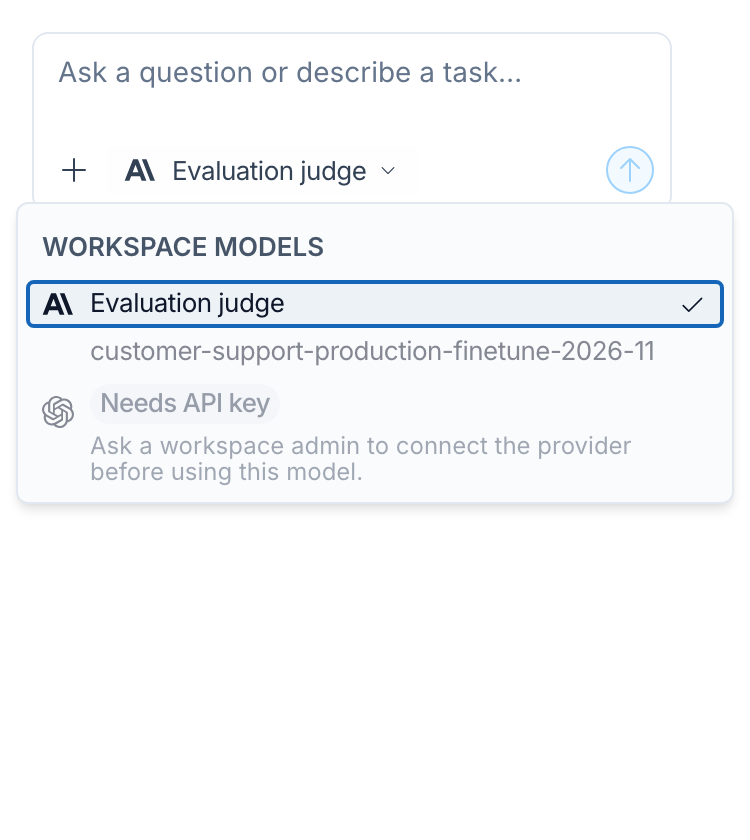 Ask a question or describe a task...
Evaluation judge
WORKSPACE MODELS
Evaluation judge
customer-support-production-finetune-2026-11
Needs API key
Ask a workspace admin to connect the provider
before using this model.